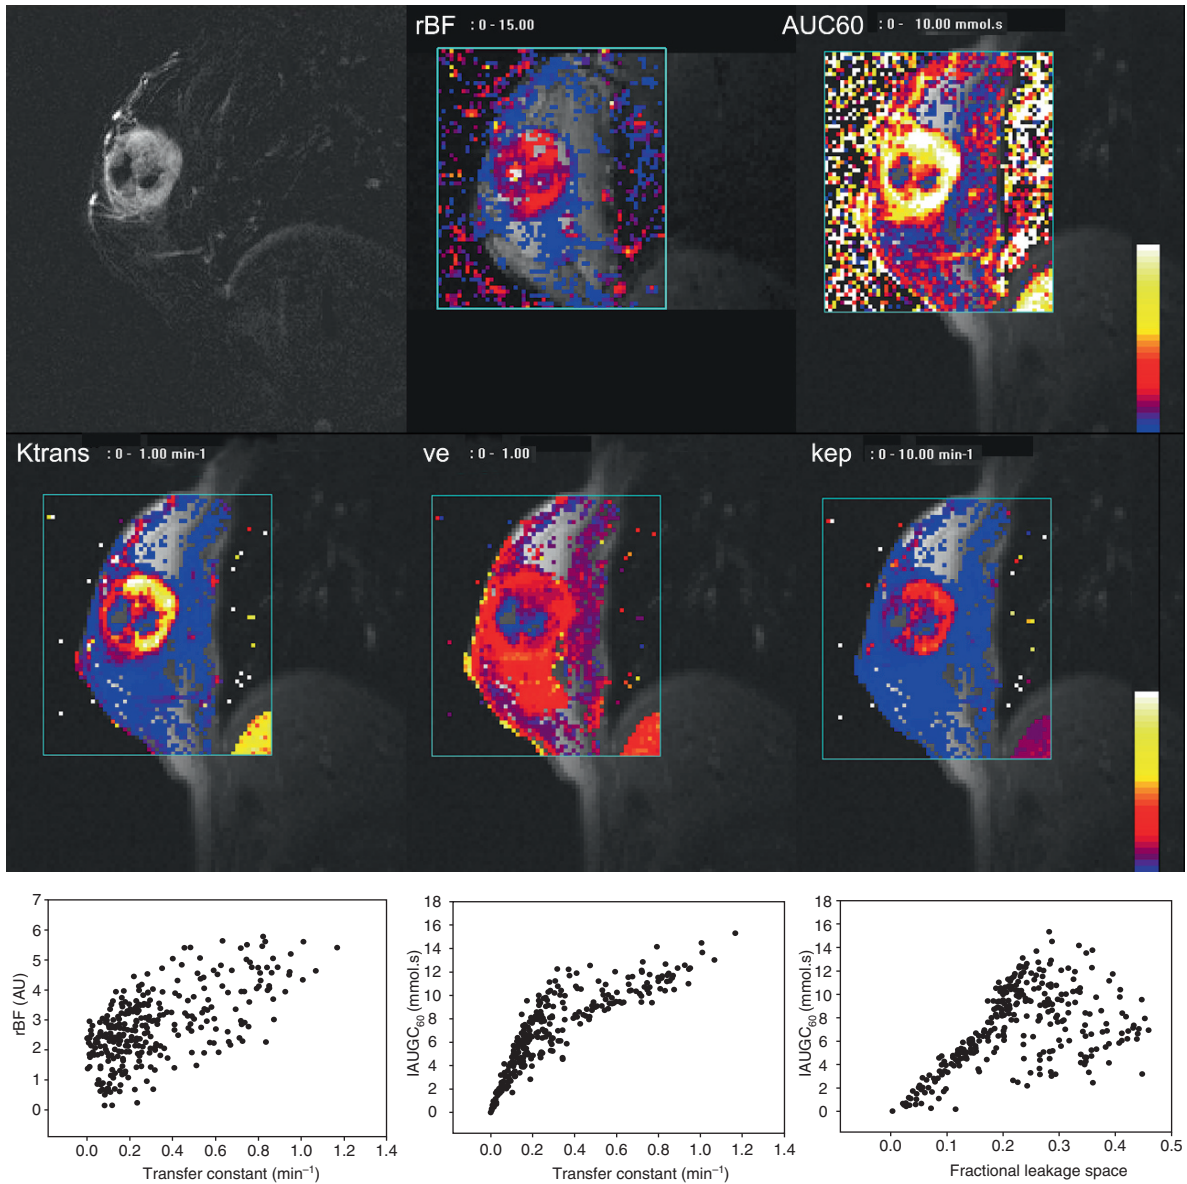 rBF : 0 - 15.00
AUC60 : 0 - 10.00 mmol.s
Ktrans : 0 - 1.00 min-1
ve : 0 - 1.00
kep : 0 - 10.00 min-1
7
6
5
4
3
2
1
0
rBF (AU)
0.0 0.2 0.4 0.6 0.8 1.0 1.2 1.4
Transfer constant (min⁻¹)
18
16
14
12
10
8
6
4
2
0
IAUGC₆₀ (mmol.s)
0.0 0.2 0.4 0.6 0.8 1.0 1.2 1.4
Transfer constant (min⁻¹)
18
16
14
12
10
8
6
4
2
0
IAUGC₆₀ (mmol.s)
0.0 0.1 0.2 0.3 0.4 0.5
Fractional leakage space